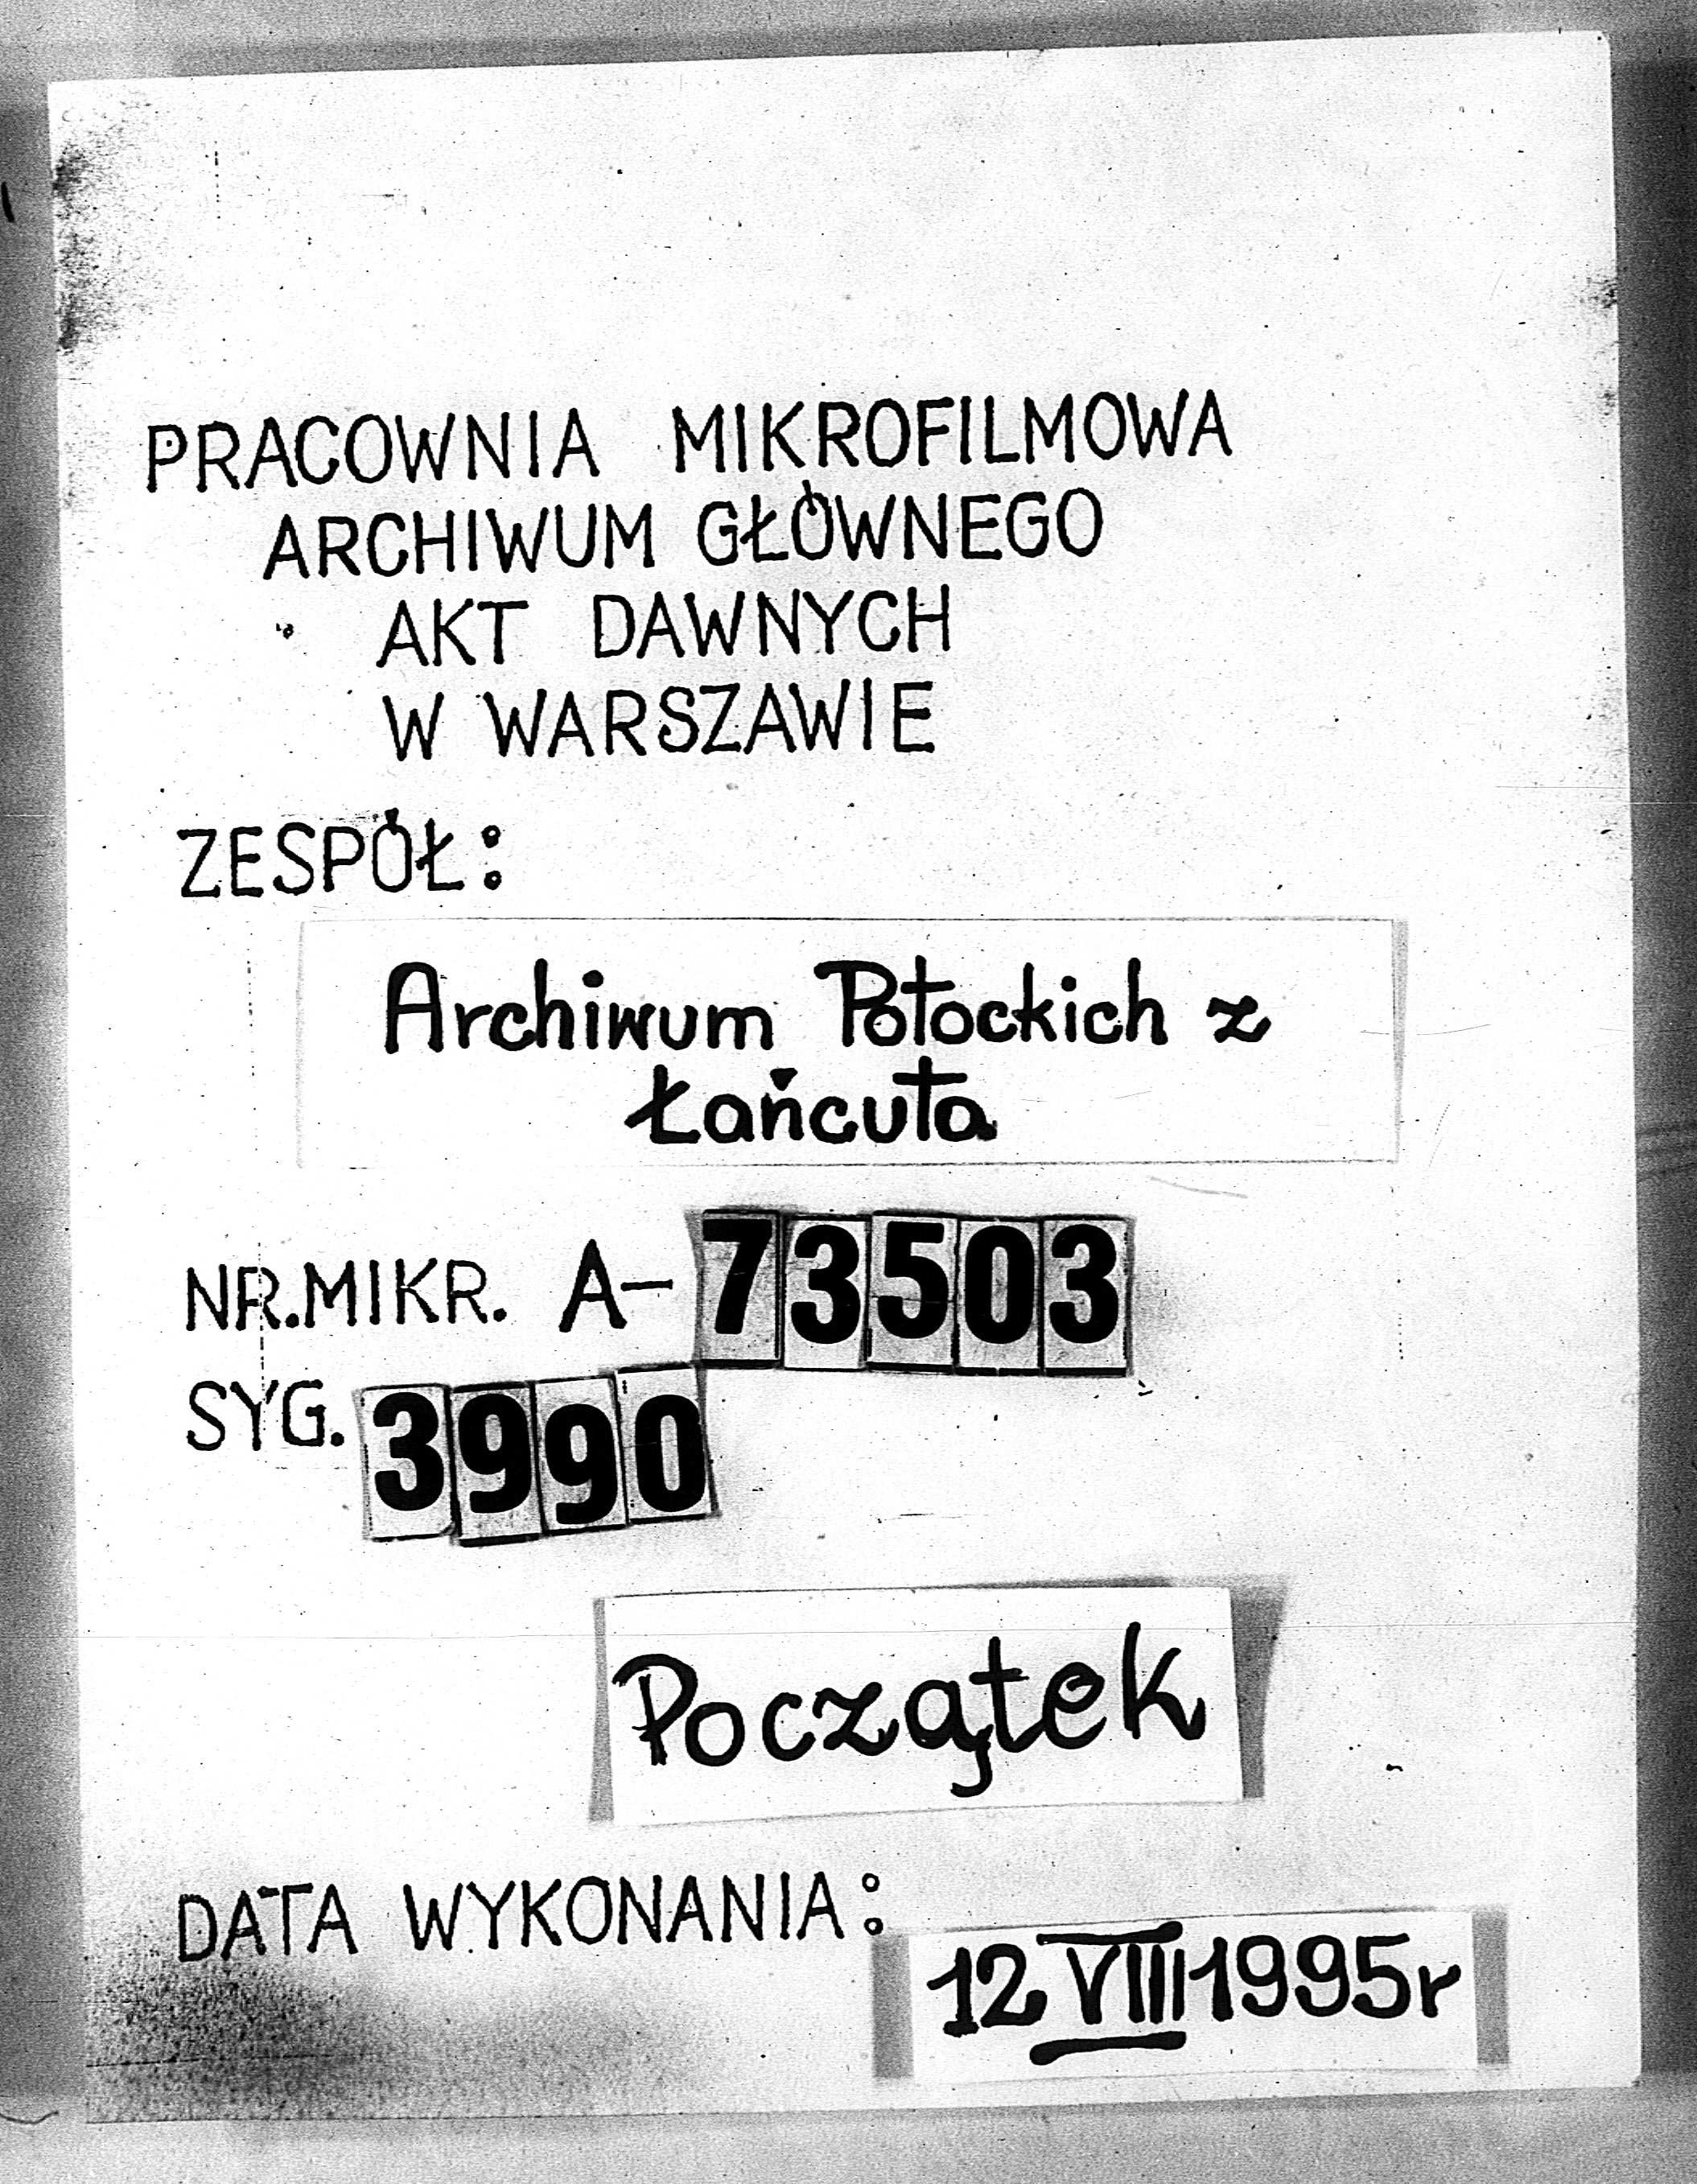 PRACOWNIA MIKROFILMOWA
ARCHIWUM GŁÓWNEGO
AKT DAWNYCH
W WARSZAWIE
ZESPÓŁ:
Archiwum Potockich z
Łańcuta
NR.MIKR. A-73503
SYG. 3990
Początek
DATA WYKONANIA:
12 VIII 1995r